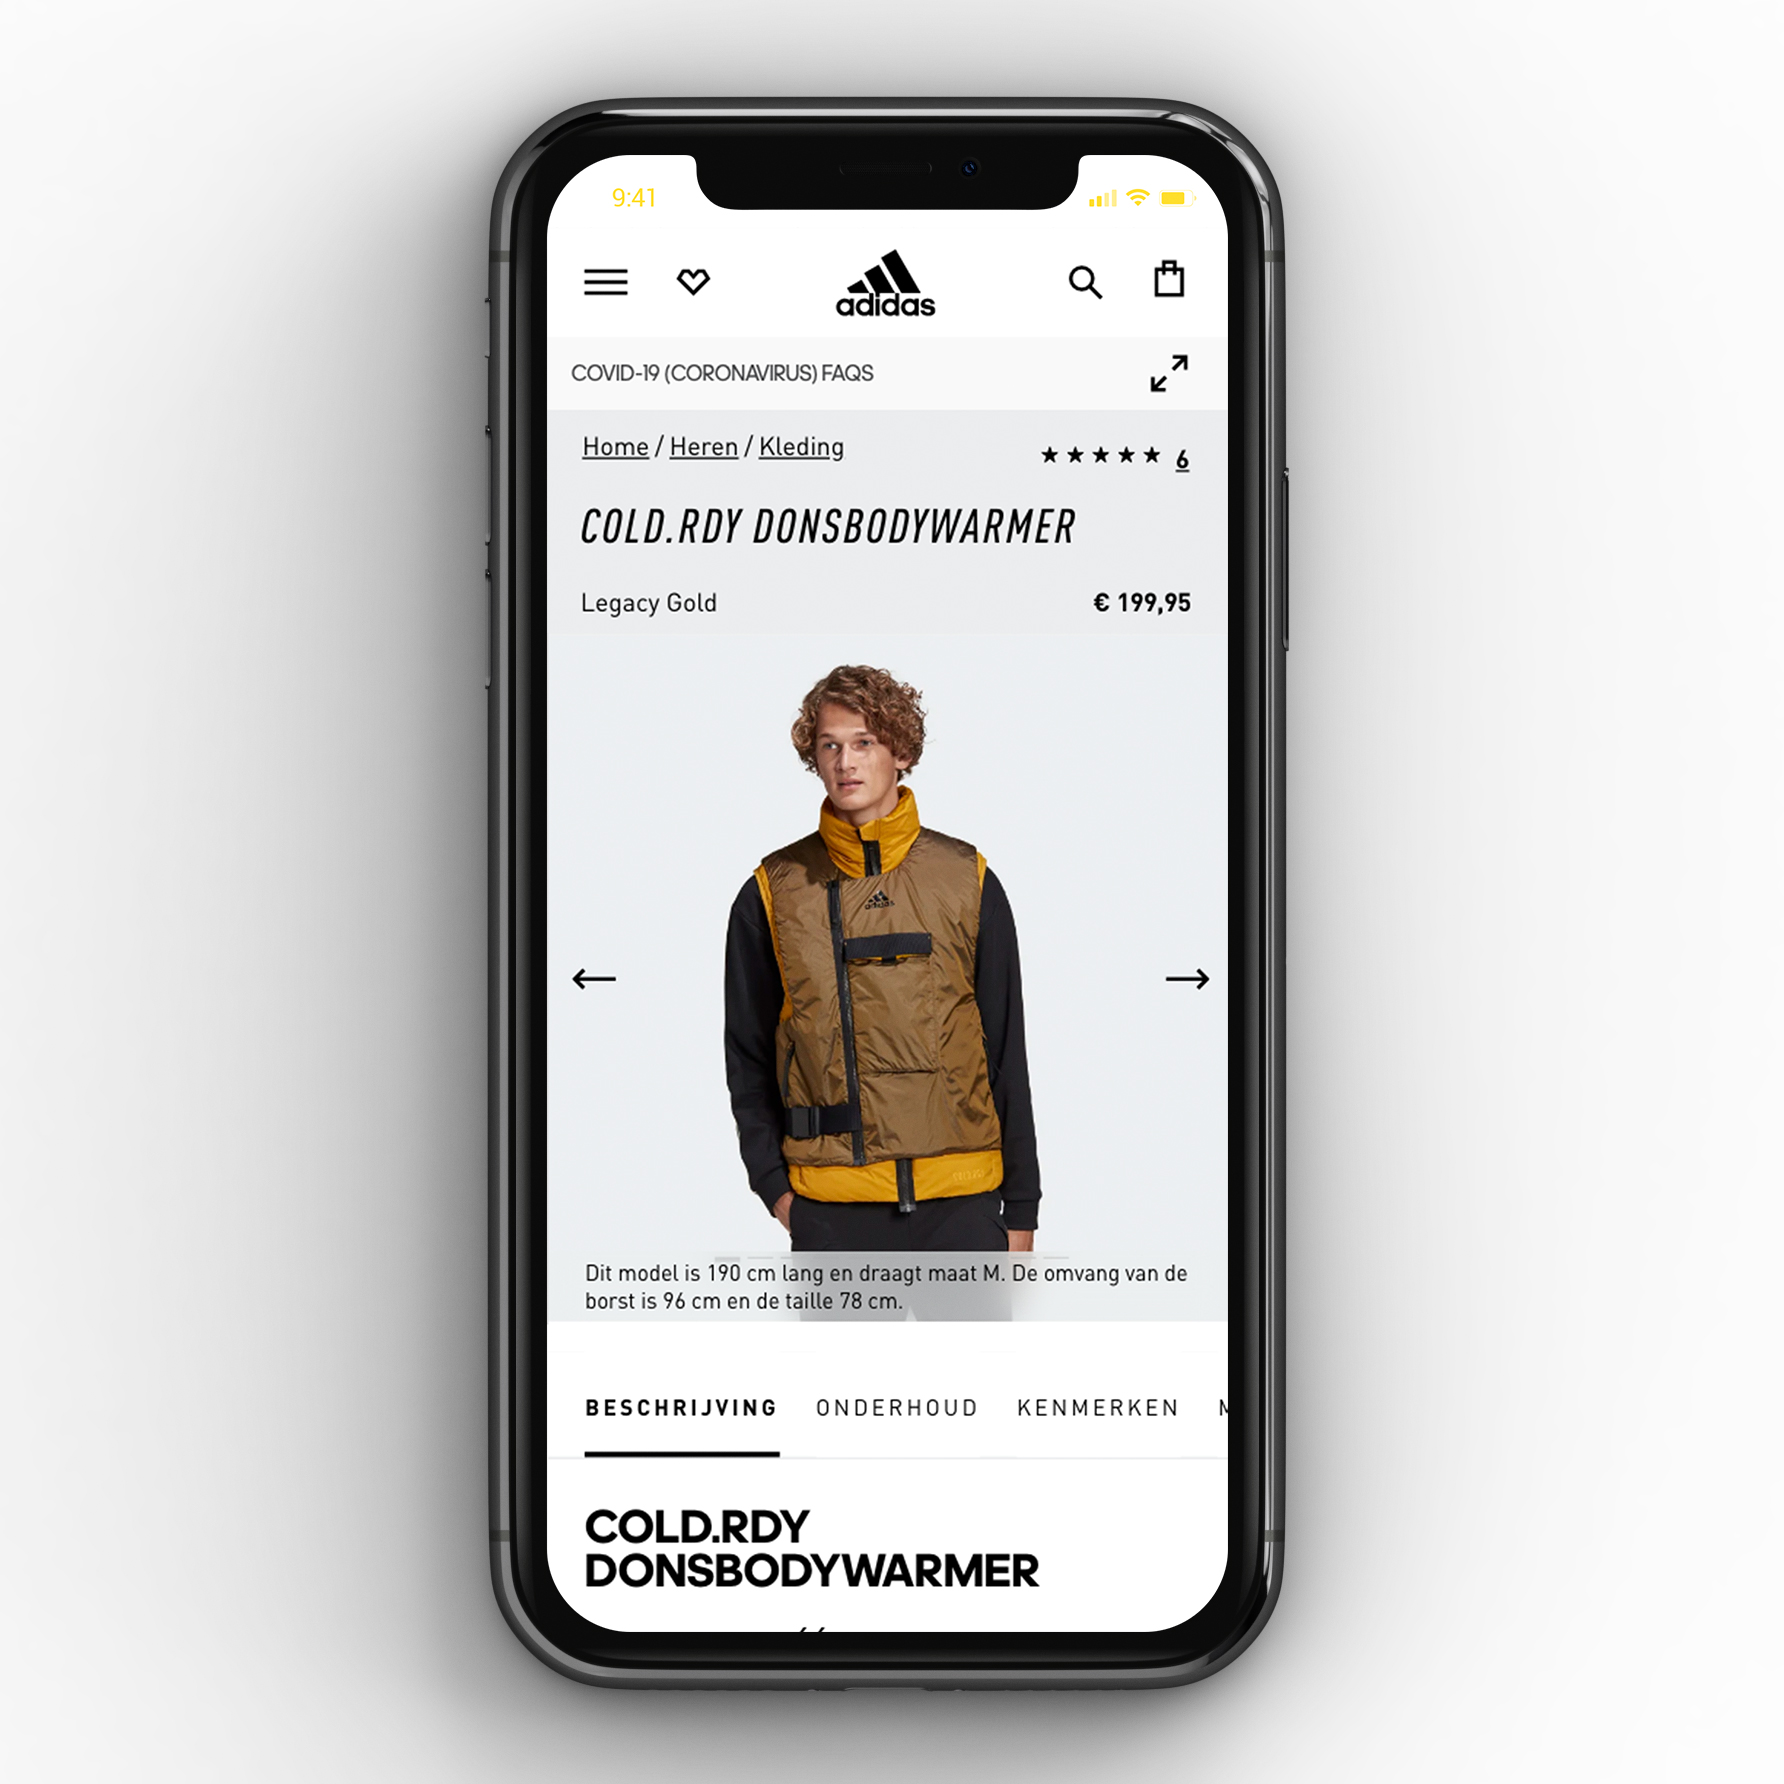 9:41
adidas
COVID-19 (CORONAVIRUS) FAQS
Home / Heren / Kleding
6
COLD.RDY DONSBODYWARMER
Legacy Gold
€ 199,95
adidas
Dit model is 190 cm lang en draagt maat M. De omvang van de
borst is 96 cm en de taille 78 cm.
BESCHRIJVING ONDERHOUD KENMERKEN
COLD.RDY
DONSBODYWARMER